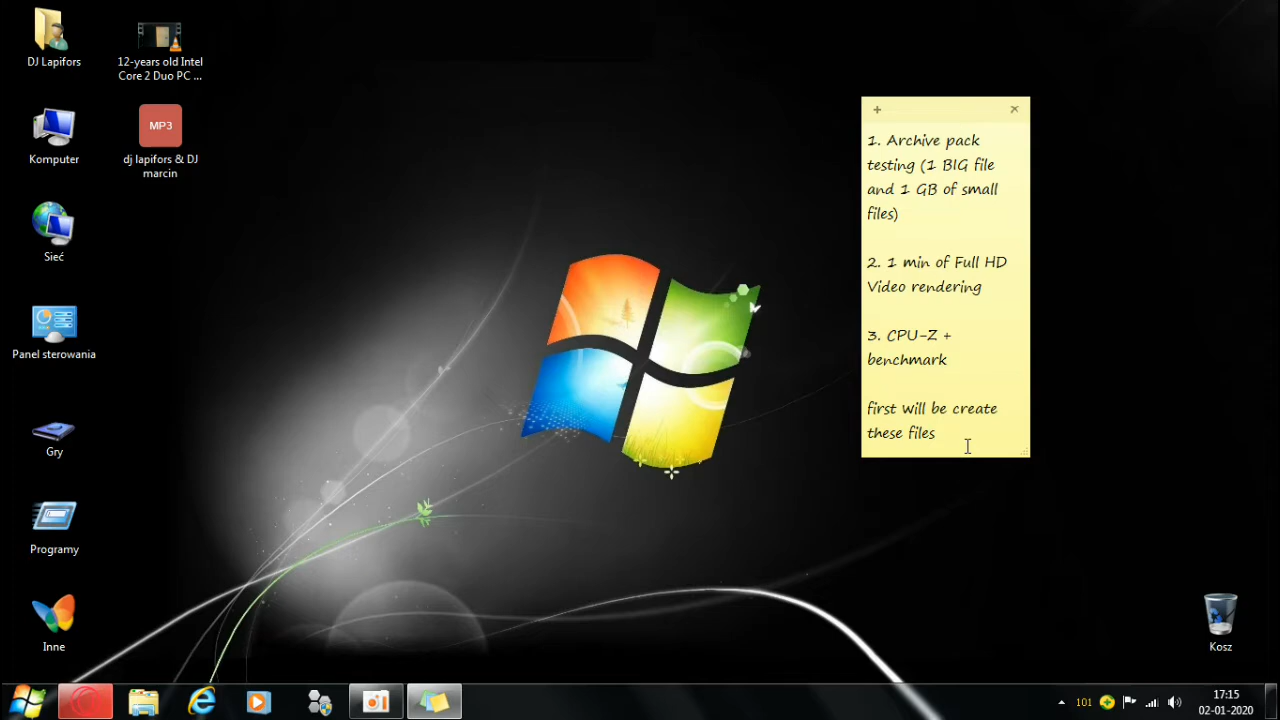 DJ Lapifors
12-years old Intel
Core 2 Duo PC ...
Komputer
MP3
dj lapifors & DJ
marcin
Sieć
Panel sterowania
Gry
Programy
Inne
1. Archive pack
testing (1 BIG file
and 1 GB of small
files)
2. 1 min of Full HD
Video rendering
3. CPU-Z +
benchmark
first will be create
these files
Kosz
101
17:15
02-01-2020